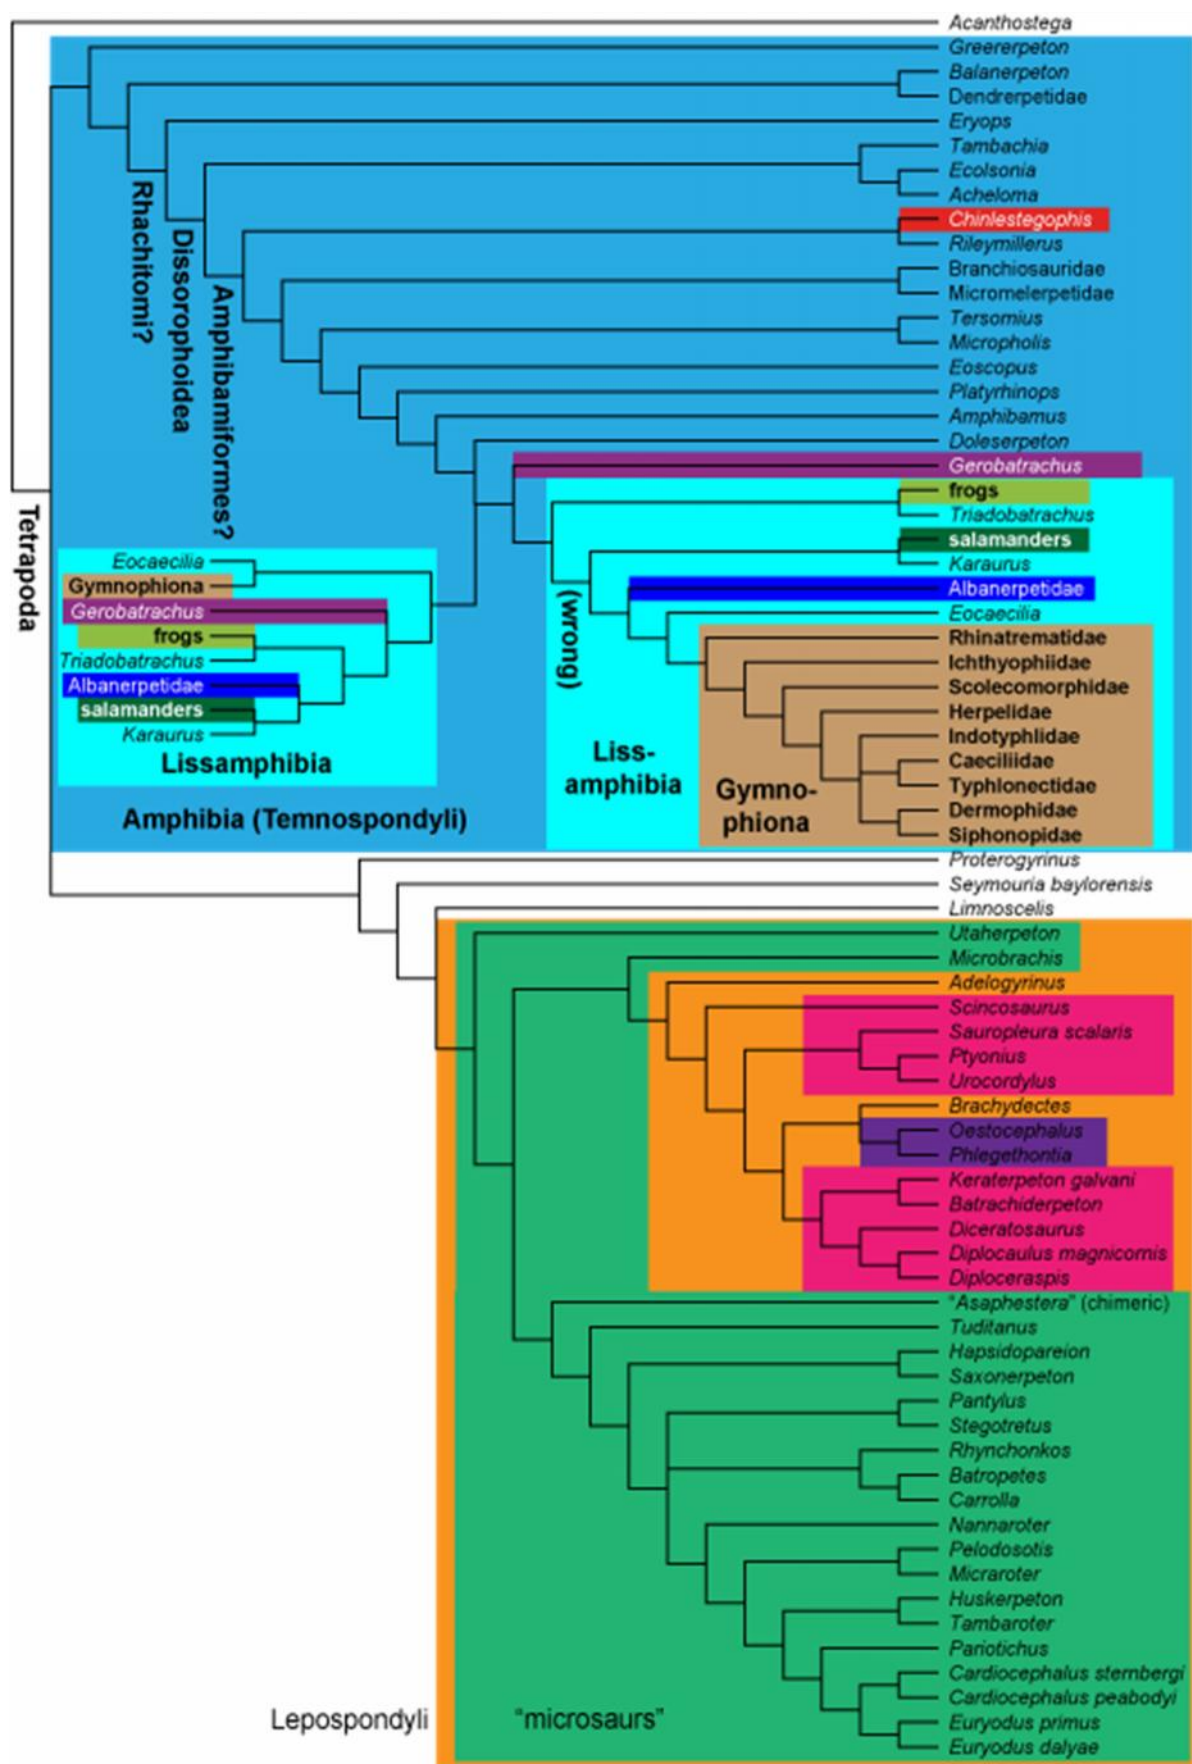 Acanthostega
Greererpeton
Balanerpeton
Dendrerpetidae
Eryops
Tambachia
Ecolsonia
Acheloma
Chinlestegophis
Rileymillerus
Branchiosauridae
Micromelerpetidae
Tersomius
Micropholis
Eoscopus
Platyrhinops
Amphibamus
Doleserpeton
Gerobatrachus
frogs
Triadobatrachus
salamanders
Karaurus
Albanerpetidae
Eocaecilia
Rhinatrematidae
Ichthyophiidae
Scolecomorphidae
Herpelidae
Indotyphlidae
Caeciliidae
Typhlonectidae
Dermophidae
Siphonopidae
Rhachitomi?
Dissorophoidea
Amphibamiformes?
Tetrapoda
(wrong)
Liss-
amphibia
Gymno-
phiona
Eocaecilia
Gymnophiona
Gerobatrachus
frogs
Triadobatrachus
Albanerpetidae
salamanders
Karaurus
Lissamphibia
Amphibia (Temnospondyli)
Proterogyrinus
Seymouria baylorensis
Limnoscelis
Utaherpeton
Microbrachis
Adelogyrinus
Scincosaurus
Sauropleura scalaris
Ptyonius
Urocordylus
Brachydectes
Oestocephalus
Phlegethontia
Keraterpeton galvani
Batrachiderpeton
Diceratosaurus
Diplocaulus magnicornis
Diploceraspis
"Asaphestera" (chimeric)
Tuditanus
Hapsidopareion
Saxonerpeton
Pantylus
Stegotretus
Rhynchonkos
Batropetes
Carrolla
Nannaroter
Pelodosotis
Micraroter
Huskerpeton
Tambaroter
Pariotichus
Cardiocephalus sternbergi
Cardiocephalus peabodyi
Euryodus primus
Euryodus dalyae
Lepospondyli
"microsaurs"